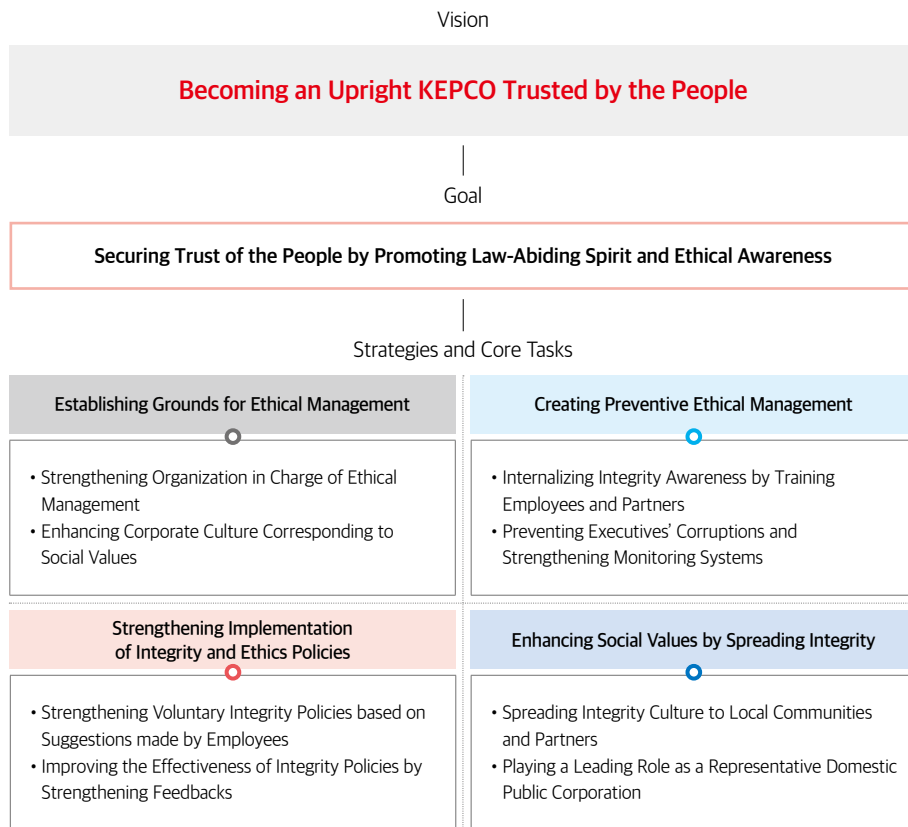 Vision
Becoming an Upright KEPCO Trusted by the People
Goal
Securing Trust of the People by Promoting Law-Abiding Spirit and Ethical Awareness
Strategies and Core Tasks
Establishing Grounds for Ethical Management
• Strengthening Organization in Charge of Ethical
Management
• Enhancing Corporate Culture Corresponding to
Social Values
Creating Preventive Ethical Management
• Internalizing Integrity Awareness by Training
Employees and Partners
• Preventing Executives' Corruptions and
Strengthening Monitoring Systems
Strengthening Implementation
of Integrity and Ethics Policies
• Strengthening Voluntary Integrity Policies based on
Suggestions made by Employees
• Improving the Effectiveness of Integrity Policies by
Strengthening Feedbacks
Enhancing Social Values by Spreading Integrity
• Spreading Integrity Culture to Local Communities
and Partners
• Playing a Leading Role as a Representative Domestic
Public Corporation